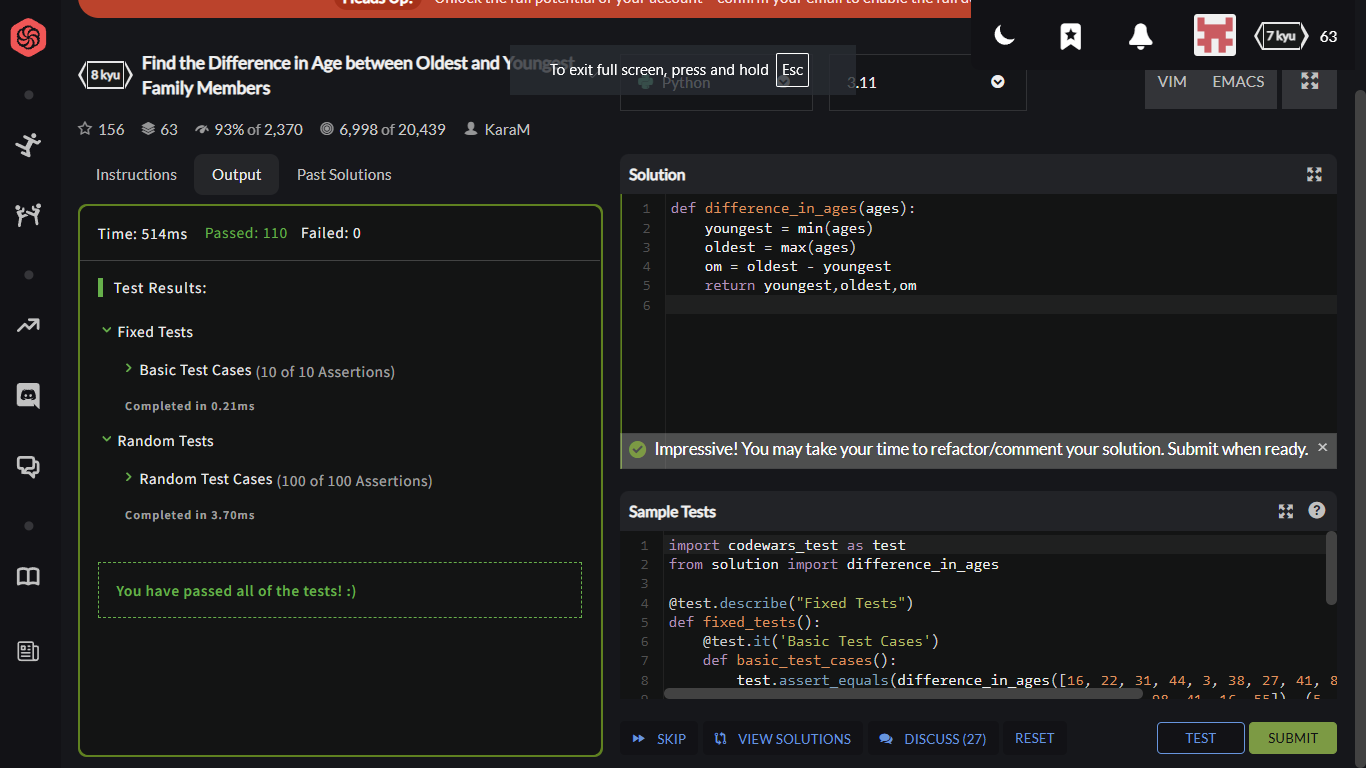 Heads Up! Unlock the full potential of your account - confirm your email to enable the full
7 kyu 63
8 kyu Find the Difference in Age between Oldest and Youngest
Family Members
To exit full screen, press and hold Esc
Python
3.11
VIM EMACS
156 63 93% of 2,370 6,998 of 20,439 KaraM
Instructions Output Past Solutions
Time: 514ms Passed: 110 Failed: 0
Test Results:
Fixed Tests
Basic Test Cases (10 of 10 Assertions)
Completed in 0.21ms
Random Tests
Random Test Cases (100 of 100 Assertions)
Completed in 3.70ms
You have passed all of the tests! :)
Solution
1 def difference_in_ages(ages):
2 youngest = min(ages)
3 oldest = max(ages)
4 om = oldest - youngest
5 return youngest,oldest,om
6
Impressive! You may take your time to refactor/comment your solution. Submit when ready. ×
Sample Tests
1 import codewars_test as test
2 from solution import difference_in_ages
3
4 @test.describe("Fixed Tests")
5 def fixed_tests():
6 @test.it('Basic Test Cases')
7 def basic_test_cases():
8 test.assert_equals(difference_in_ages([16, 22, 31, 44, 3, 38, 27, 41, 8
SKIP VIEW SOLUTIONS DISCUSS (27) RESET TEST SUBMIT